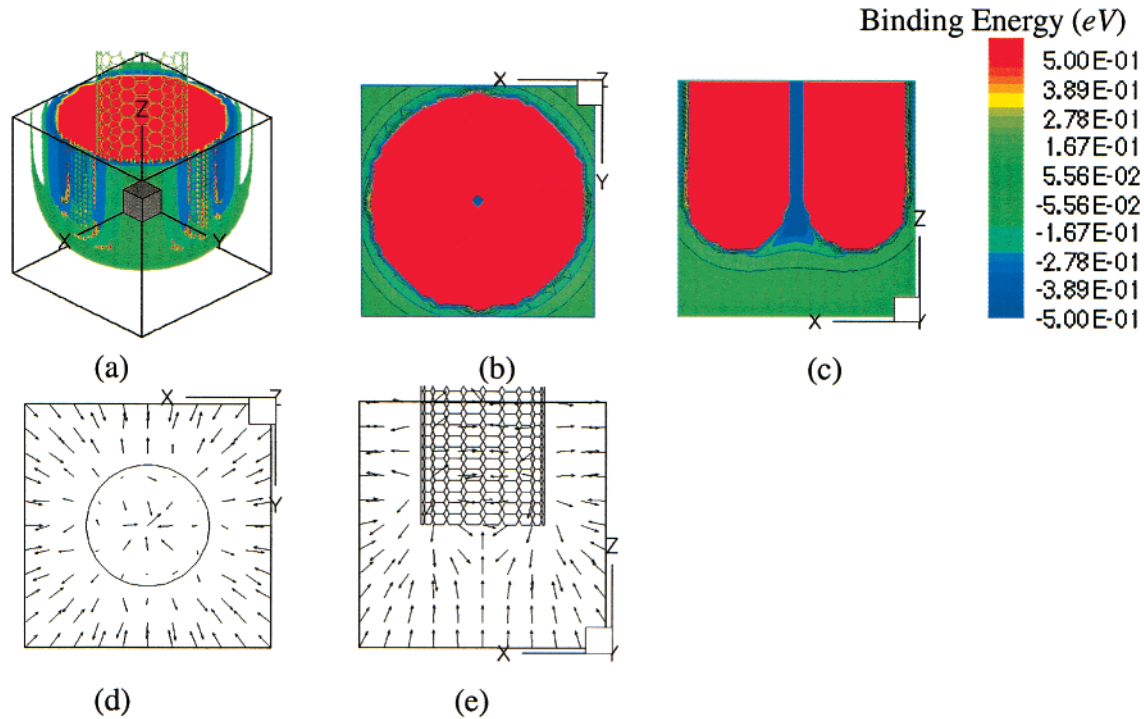 Binding Energy (eV)
5.00E-01
3.89E-01
2.78E-01
1.67E-01
5.56E-02
-5.56E-02
-1.67E-01
-2.78E-01
-3.89E-01
-5.00E-01
Z
X
Y
(a)
X
Z
Y
(b)
Z
X
Y
(c)
X
Z
Y
(d)
Z
X
Y
(e)